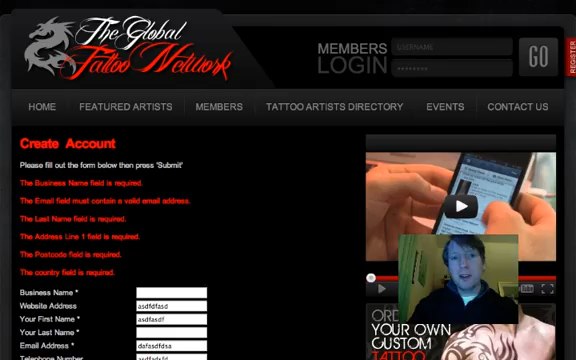 The Global
Tattoo Network
MEMBERS
LOGIN
USERNAME
GO
REGISTER
HOME
FEATURED ARTISTS
MEMBERS
TATTOO ARTISTS DIRECTORY
EVENTS
CONTACT US
Create Account
Please fill out the form below then press 'Submit'
The Business Name field is required.
The Email field must contain a valid email address.
The Last Name field is required.
The Address Line 1 field is required.
The Postcode field is required.
The country field is required.
Business Name *
Website Address asdfdfasd
Your First Name * asdfasdf
Your Last Name *
Email Address * dafasdfdsa
Telephone Number
YOUR OWN
CUSTOM
TATTOO